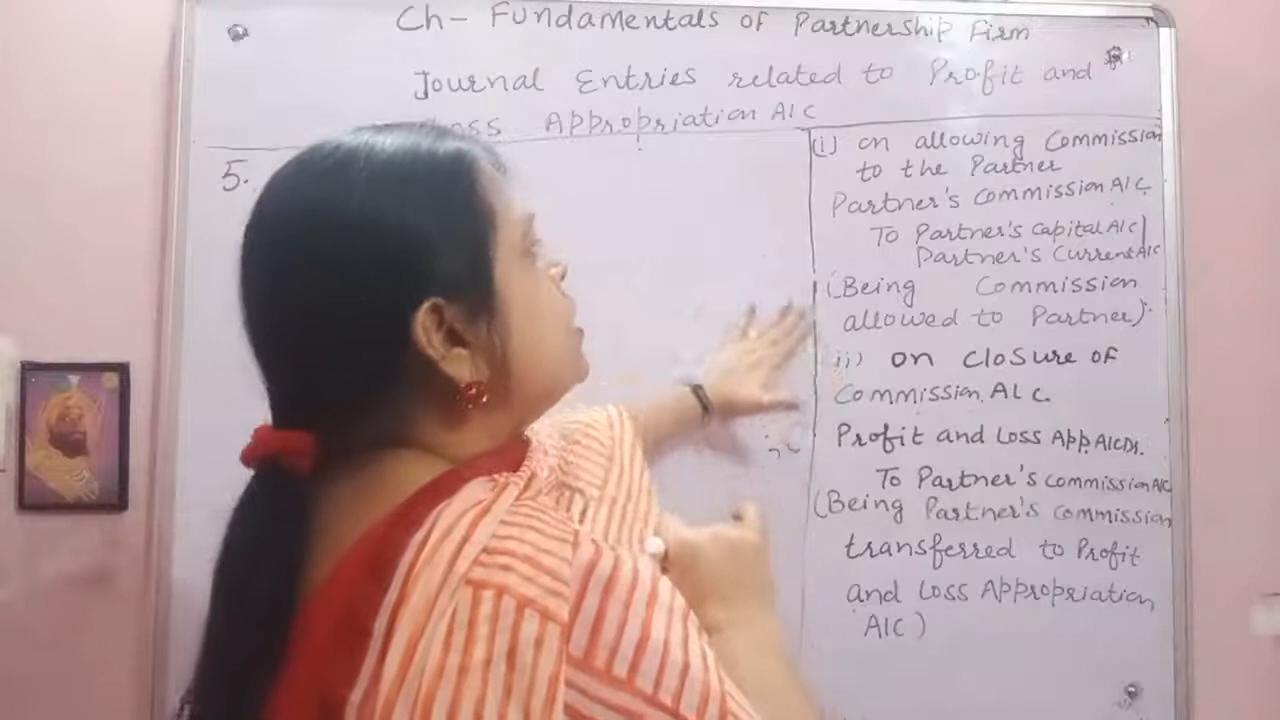 Ch- Fundamentals of Partnership Firm
Journal Entries related to Profit and
Loss Appropriation A/C
5.
(i) on allowing Commission
to the Partner
Partner's Commission A/C
To Partner's Capital A/C/
Partner's Current A/C
(Being Commission
allowed to Partner).
ii) on closure of
Commission A/C.
Profit and Loss App. A/C Dr.
To Partner's commission A/C
(Being Partner's commission
transferred to Profit
and Loss Appropriation
A/C)